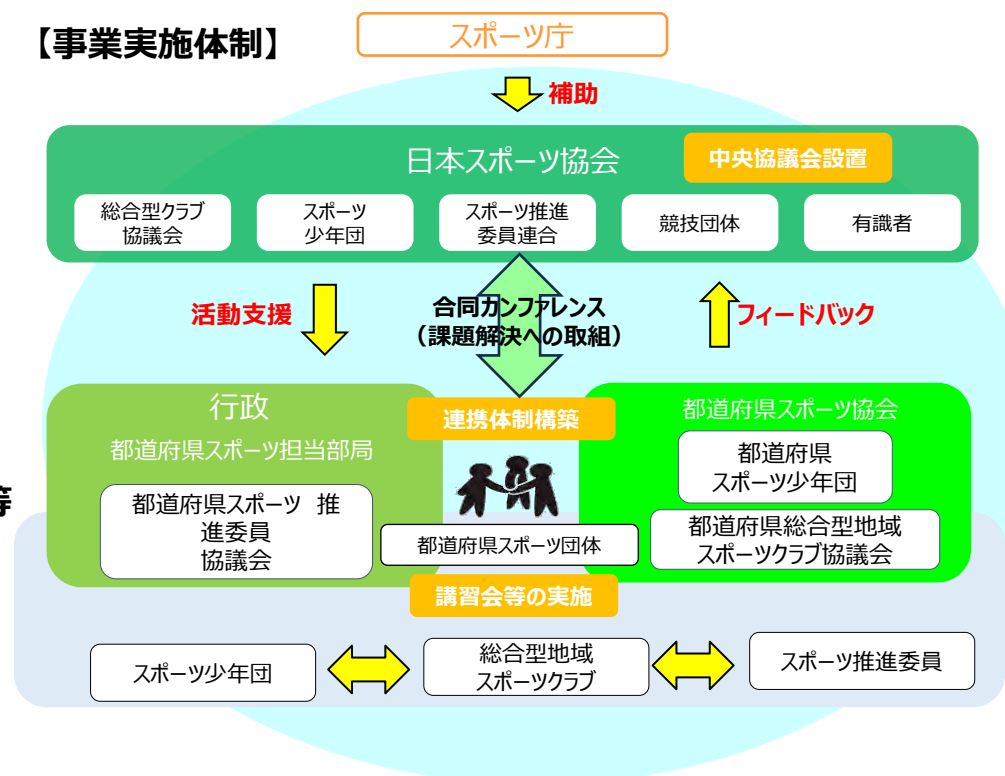 【事業実施体制】
スポーツ庁
補助
日本スポーツ協会
中央協議会設置
総合型クラブ
協議会
スポーツ
少年団
スポーツ推進
委員連合
競技団体
有識者
活動支援
合同カンファレンス
（課題解決への取組）
フィードバック
行政
都道府県スポーツ担当部局
連携体制構築
都道府県スポーツ協会
都道府県
スポーツ少年団
都道府県スポーツ 推
進委員
協議会
都道府県スポーツ団体
都道府県総合型地域
スポーツクラブ協議会
等
講習会等の実施
スポーツ少年団
総合型地域
スポーツクラブ
スポーツ推進委員